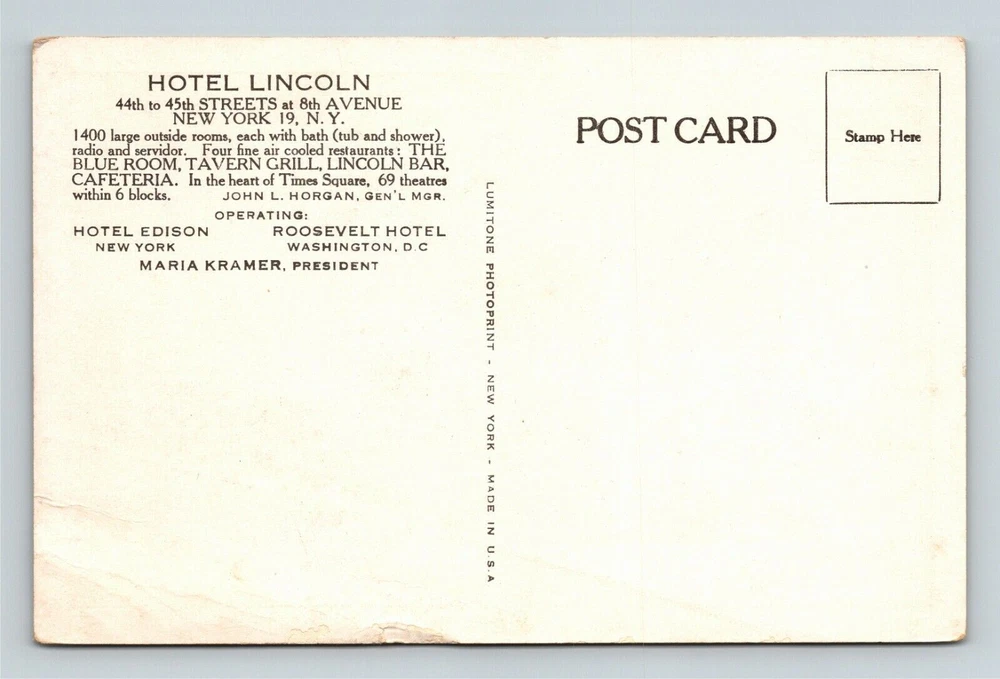 HOTEL LINCOLN
44th to 45th STREETS at 8th AVENUE
NEW YORK 19, N.Y.
1400 large outside rooms, each with bath (tub and shower),
radio and servidor. Four fine air cooled restaurants: THE
BLUE ROOM, TAVERN GRILL, LINCOLN BAR,
CAFETERIA. In the heart of Times Square, 69 theatres
within 6 blocks. JOHN L. HORGAN, GEN'L MGR.
OPERATING:
HOTEL EDISON ROOSEVELT HOTEL
NEW YORK WASHINGTON, D.C
MARIA KRAMER, PRESIDENT
LUMITONE PHOTOPRINT - NEW YORK - MADE IN U.S.A
POST CARD
Stamp Here